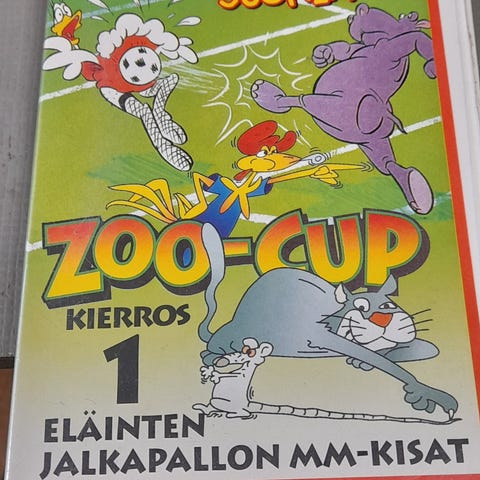 ZOO-CUP
KIERROS
1
ELÄINTEN
JALKAPALLON MM-KISAT